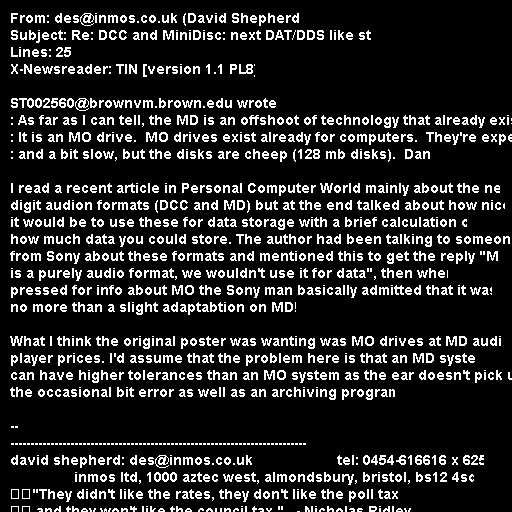 From: des@inmos.co.uk (David Shepherd
Subject: Re: DCC and MiniDisc: next DAT/DDS like st
Lines: 25
X-Newsreader: TIN [version 1.1 PL8]
ST002560@brownvm.brown.edu wrote
: As far as I can tell, the MD is an offshoot of technology that already exis
: It is an MO drive.  MO drives exist already for computers.  They're expe
: and a bit slow, but the disks are cheep (128 mb disks).  Dan
I read a recent article in Personal Computer World mainly about the ne
digit audion formats (DCC and MD) but at the end talked about how nice
it would be to use these for data storage with a brief calculation o
how much data you could store. The author had been talking to someon
from Sony about these formats and mentioned this to get the reply "M
is a purely audio format, we wouldn't use it for data", then when
pressed for info about MO the Sony man basically admitted that it was
no more than a slight adaptabtion on MD!
What I think the original poster was wanting was MO drives at MD audi
player prices. I'd assume that the problem here is that an MD syste
can have higher tolerances than an MO system as the ear doesn't pick u
the occasional bit error as well as an archiving program
--
--------------------------------------------------------------------------
david shepherd: des@inmos.co.uk                     tel: 0454-616616 x 625
inmos ltd, 1000 aztec west, almondsbury, bristol, bs12 4sq
"They didn't like the rates, they don't like the poll tax
and they won't like the council tax." - Nicholas Ridley